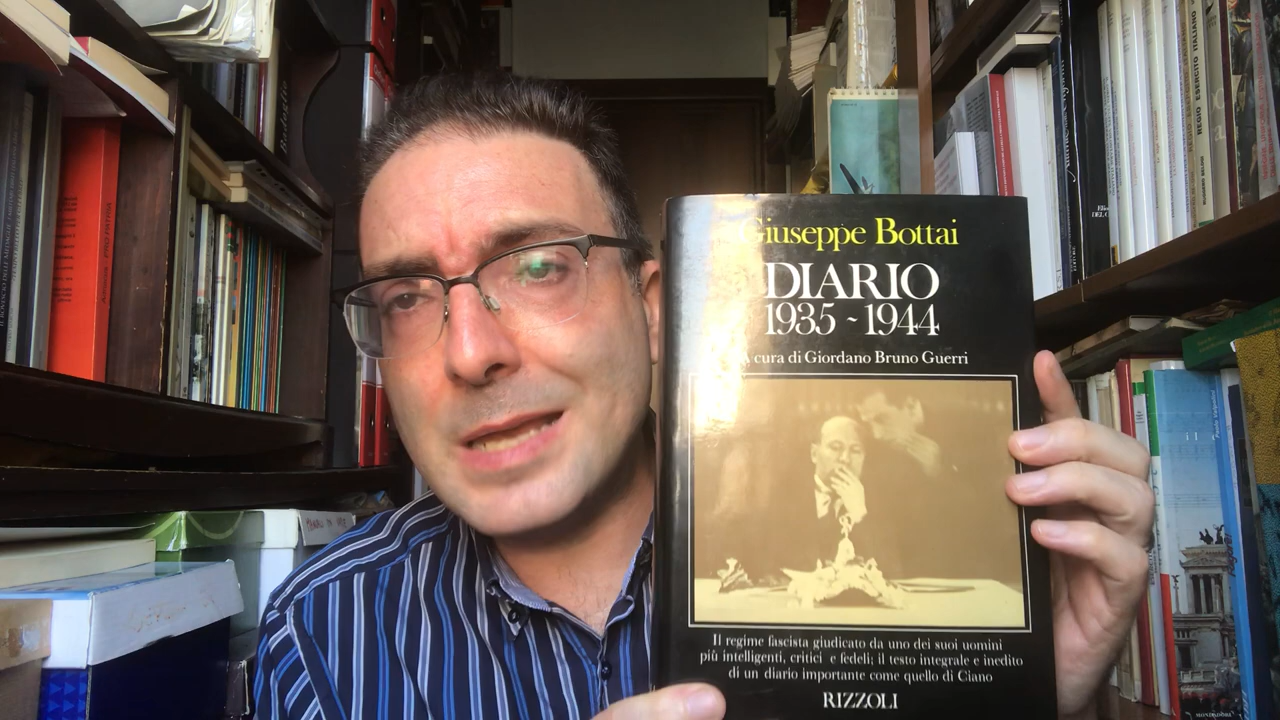 Giuseppe Bottai
DIARIO
1935 ~ 1944
A cura di Giordano Bruno Guerri
Il regime fascista giudicato da uno dei suoi uomini
più intelligenti, critici e fedeli; il testo integrale e inedito
di un diario importante come quello di Ciano
RIZZOLI
Badoglio
REGIO ESERCITO ITALIANO
MONDADORI